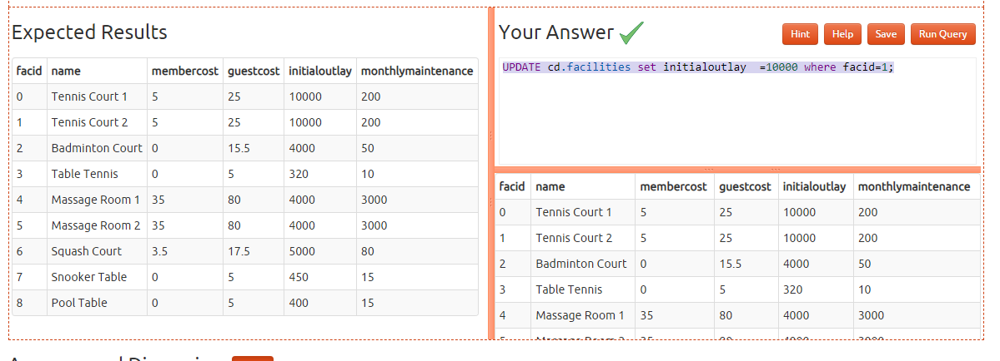 Expected Results
facid name membercost guestcost initialoutlay monthlymaintenance
0 Tennis Court 1 5 25 10000 200
1 Tennis Court 2 5 25 10000 200
2 Badminton Court 0 15.5 4000 50
3 Table Tennis 0 5 320 10
4 Massage Room 1 35 80 4000 3000
5 Massage Room 2 35 80 4000 3000
6 Squash Court 3.5 17.5 5000 80
7 Snooker Table 0 5 450 15
8 Pool Table 0 5 400 15
Your Answer
Hint Help Save Run Query
UPDATE cd.facilities set initialoutlay  =10000 where facid=1;
facid name membercost guestcost initialoutlay monthlymaintenance
0 Tennis Court 1 5 25 10000 200
1 Tennis Court 2 5 25 10000 200
2 Badminton Court 0 15.5 4000 50
3 Table Tennis 0 5 320 10
4 Massage Room 1 35 80 4000 3000